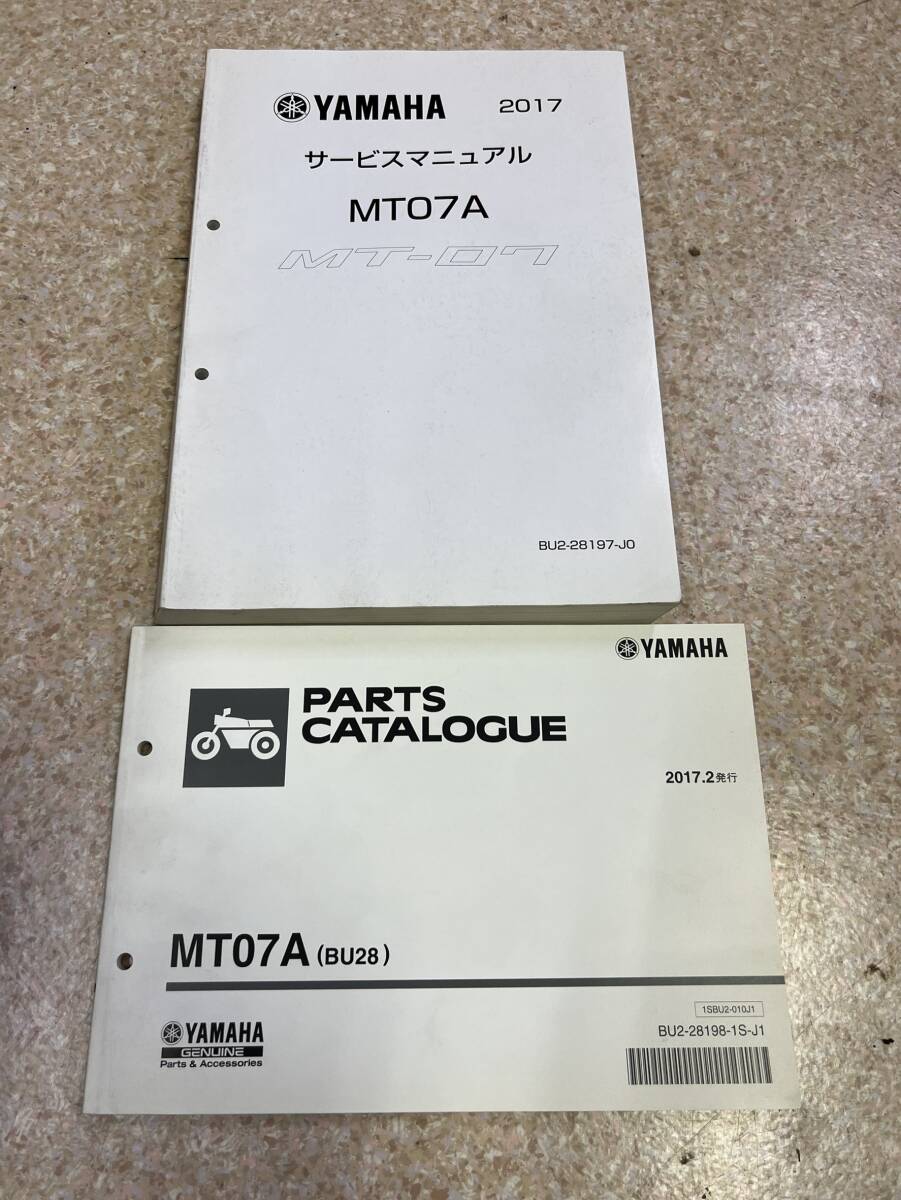 YAMAHA 2017
サービスマニュアル
MT07A
MT-07
BU2-28197-J0
YAMAHA
PARTS
CATALOGUE
2017.2発行
MT07A (BU28)
1SBU2-010J1
BU2-28198-1S-J1
YAMAHA
GENUINE
Parts & Accessories